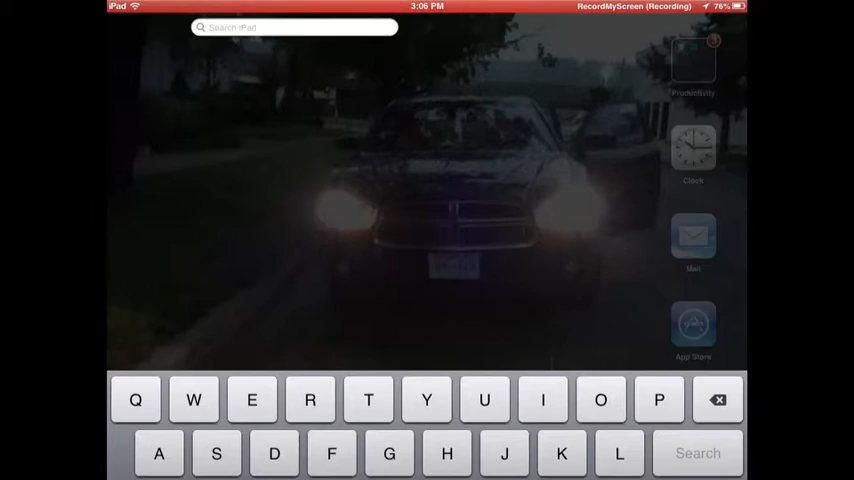 iPad 3:06 PM RecordMyScreen (Recording) 76%
Search iPad
Productivity
Clock
Mail
App Store
Q W E R T Y U I O P
A S D F G H J K L Search